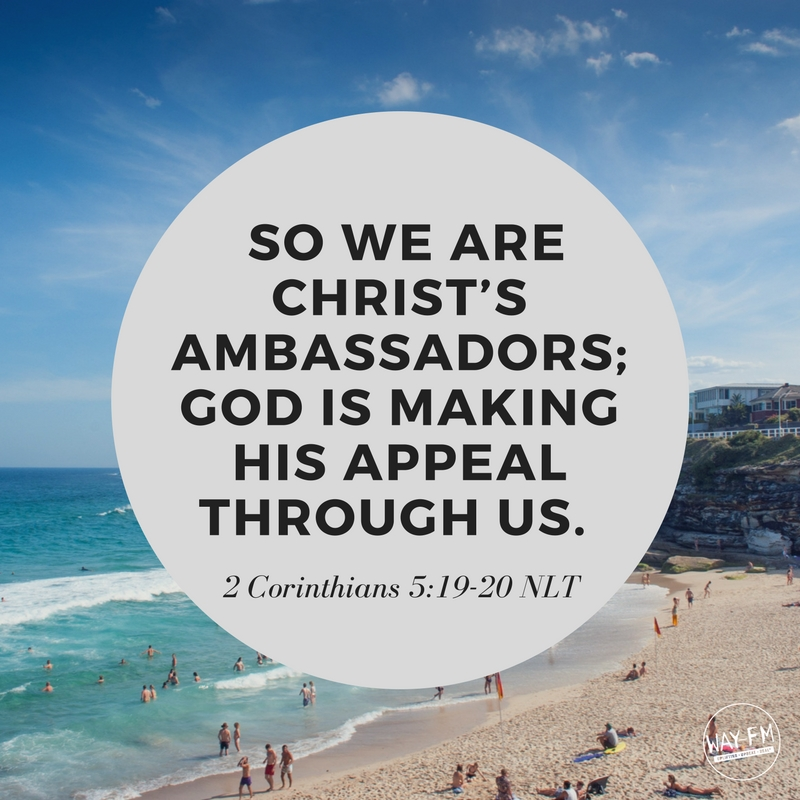 SO WE ARE
CHRIST’S
AMBASSADORS;
GOD IS MAKING
HIS APPEAL
THROUGH US.
2 Corinthians 5:19-20 NLT
WAY-FM